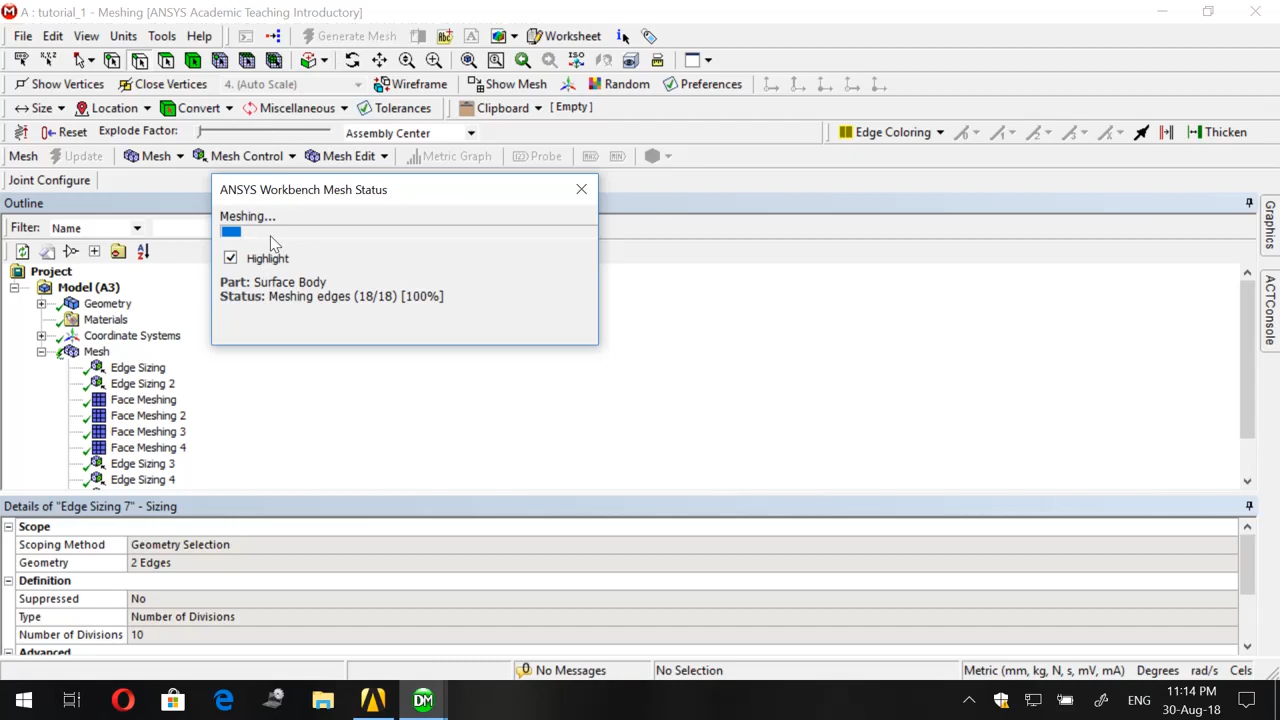 A : tutorial_1 - Meshing [ANSYS Academic Teaching Introductory]
File Edit View Units Tools Help Generate Mesh Worksheet
Show Vertices Close Vertices 4. (Auto Scale) Wireframe Show Mesh Random Preferences
Size Location Convert Miscellaneous Tolerances Clipboard [ Empty ]
Reset Explode Factor: Assembly Center Edge Coloring Thicken
Mesh Update Mesh Mesh Control Mesh Edit Metric Graph Probe MAX MIN
Joint Configure
ANSYS Workbench Mesh Status
Meshing...
Highlight
Part: Surface Body
Status: Meshing edges (18/18) [100%]
Outline
Filter: Name
Project
Model (A3)
Geometry
Materials
Coordinate Systems
Mesh
Edge Sizing
Edge Sizing 2
Face Meshing
Face Meshing 2
Face Meshing 3
Face Meshing 4
Edge Sizing 3
Edge Sizing 4
Graphics
ACTConsole
Details of "Edge Sizing 7" - Sizing
Scope
Scoping Method Geometry Selection
Geometry 2 Edges
Definition
Suppressed No
Type Number of Divisions
Number of Divisions 10
Advanced
0 No Messages No Selection Metric (mm, kg, N, s, mV, mA) Degrees rad/s Cels
DM ENG 11:14 PM
30-Aug-18